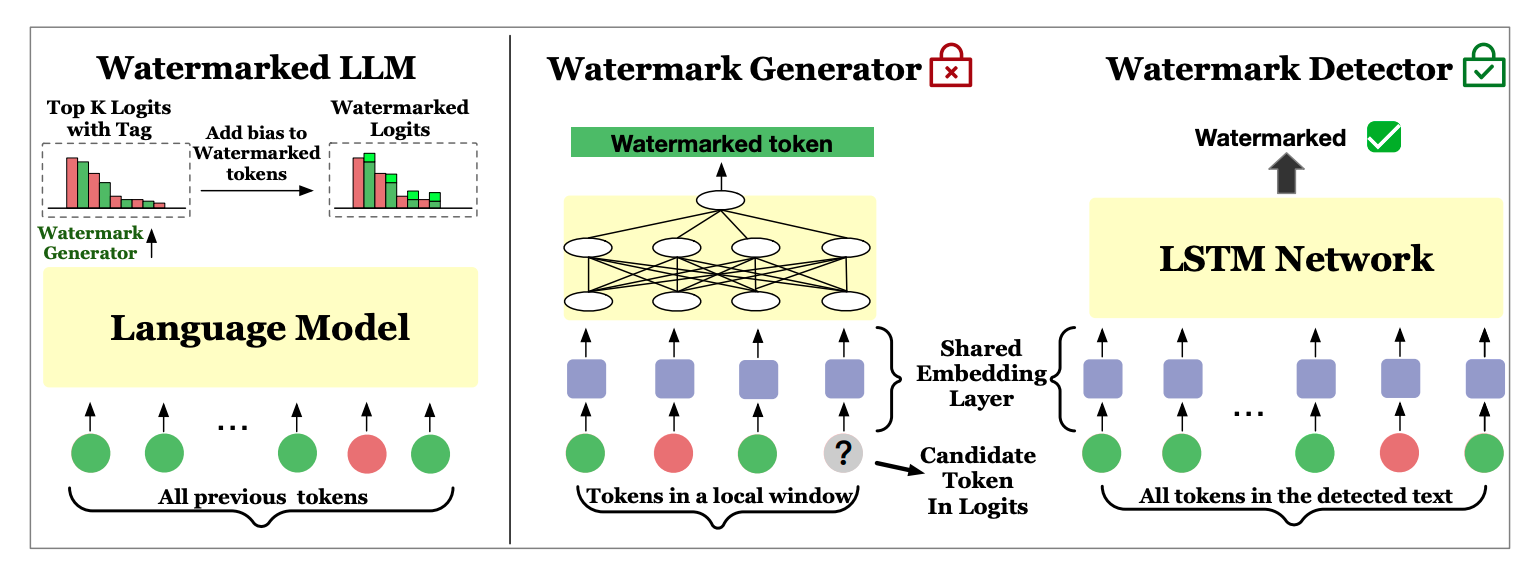 Watermarked LLM
Top K Logits
with Tag
Add bias to
Watermarked
tokens
Watermarked
Logits
Watermark
Generator
Language Model
...
All previous tokens
Watermark Generator
Watermarked token
?
Tokens in a local window
Shared
Embedding
Layer
Candidate
Token
In Logits
Watermark Detector
Watermarked
LSTM Network
...
All tokens in the detected text